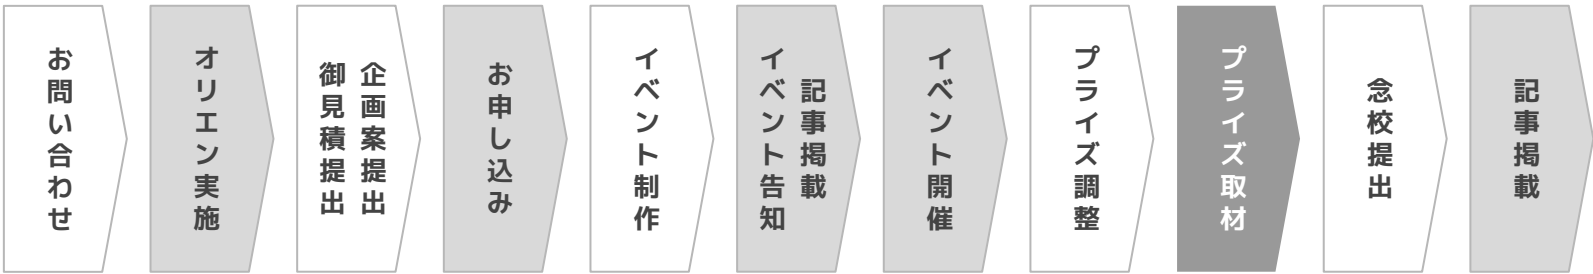 お問い合わせ
オリエン実施
企画案提出
御見積提出
お申し込み
イベント制作
記事掲載
イベント告知
イベント開催
プライズ調整
プライズ取材
念校提出
記事掲載